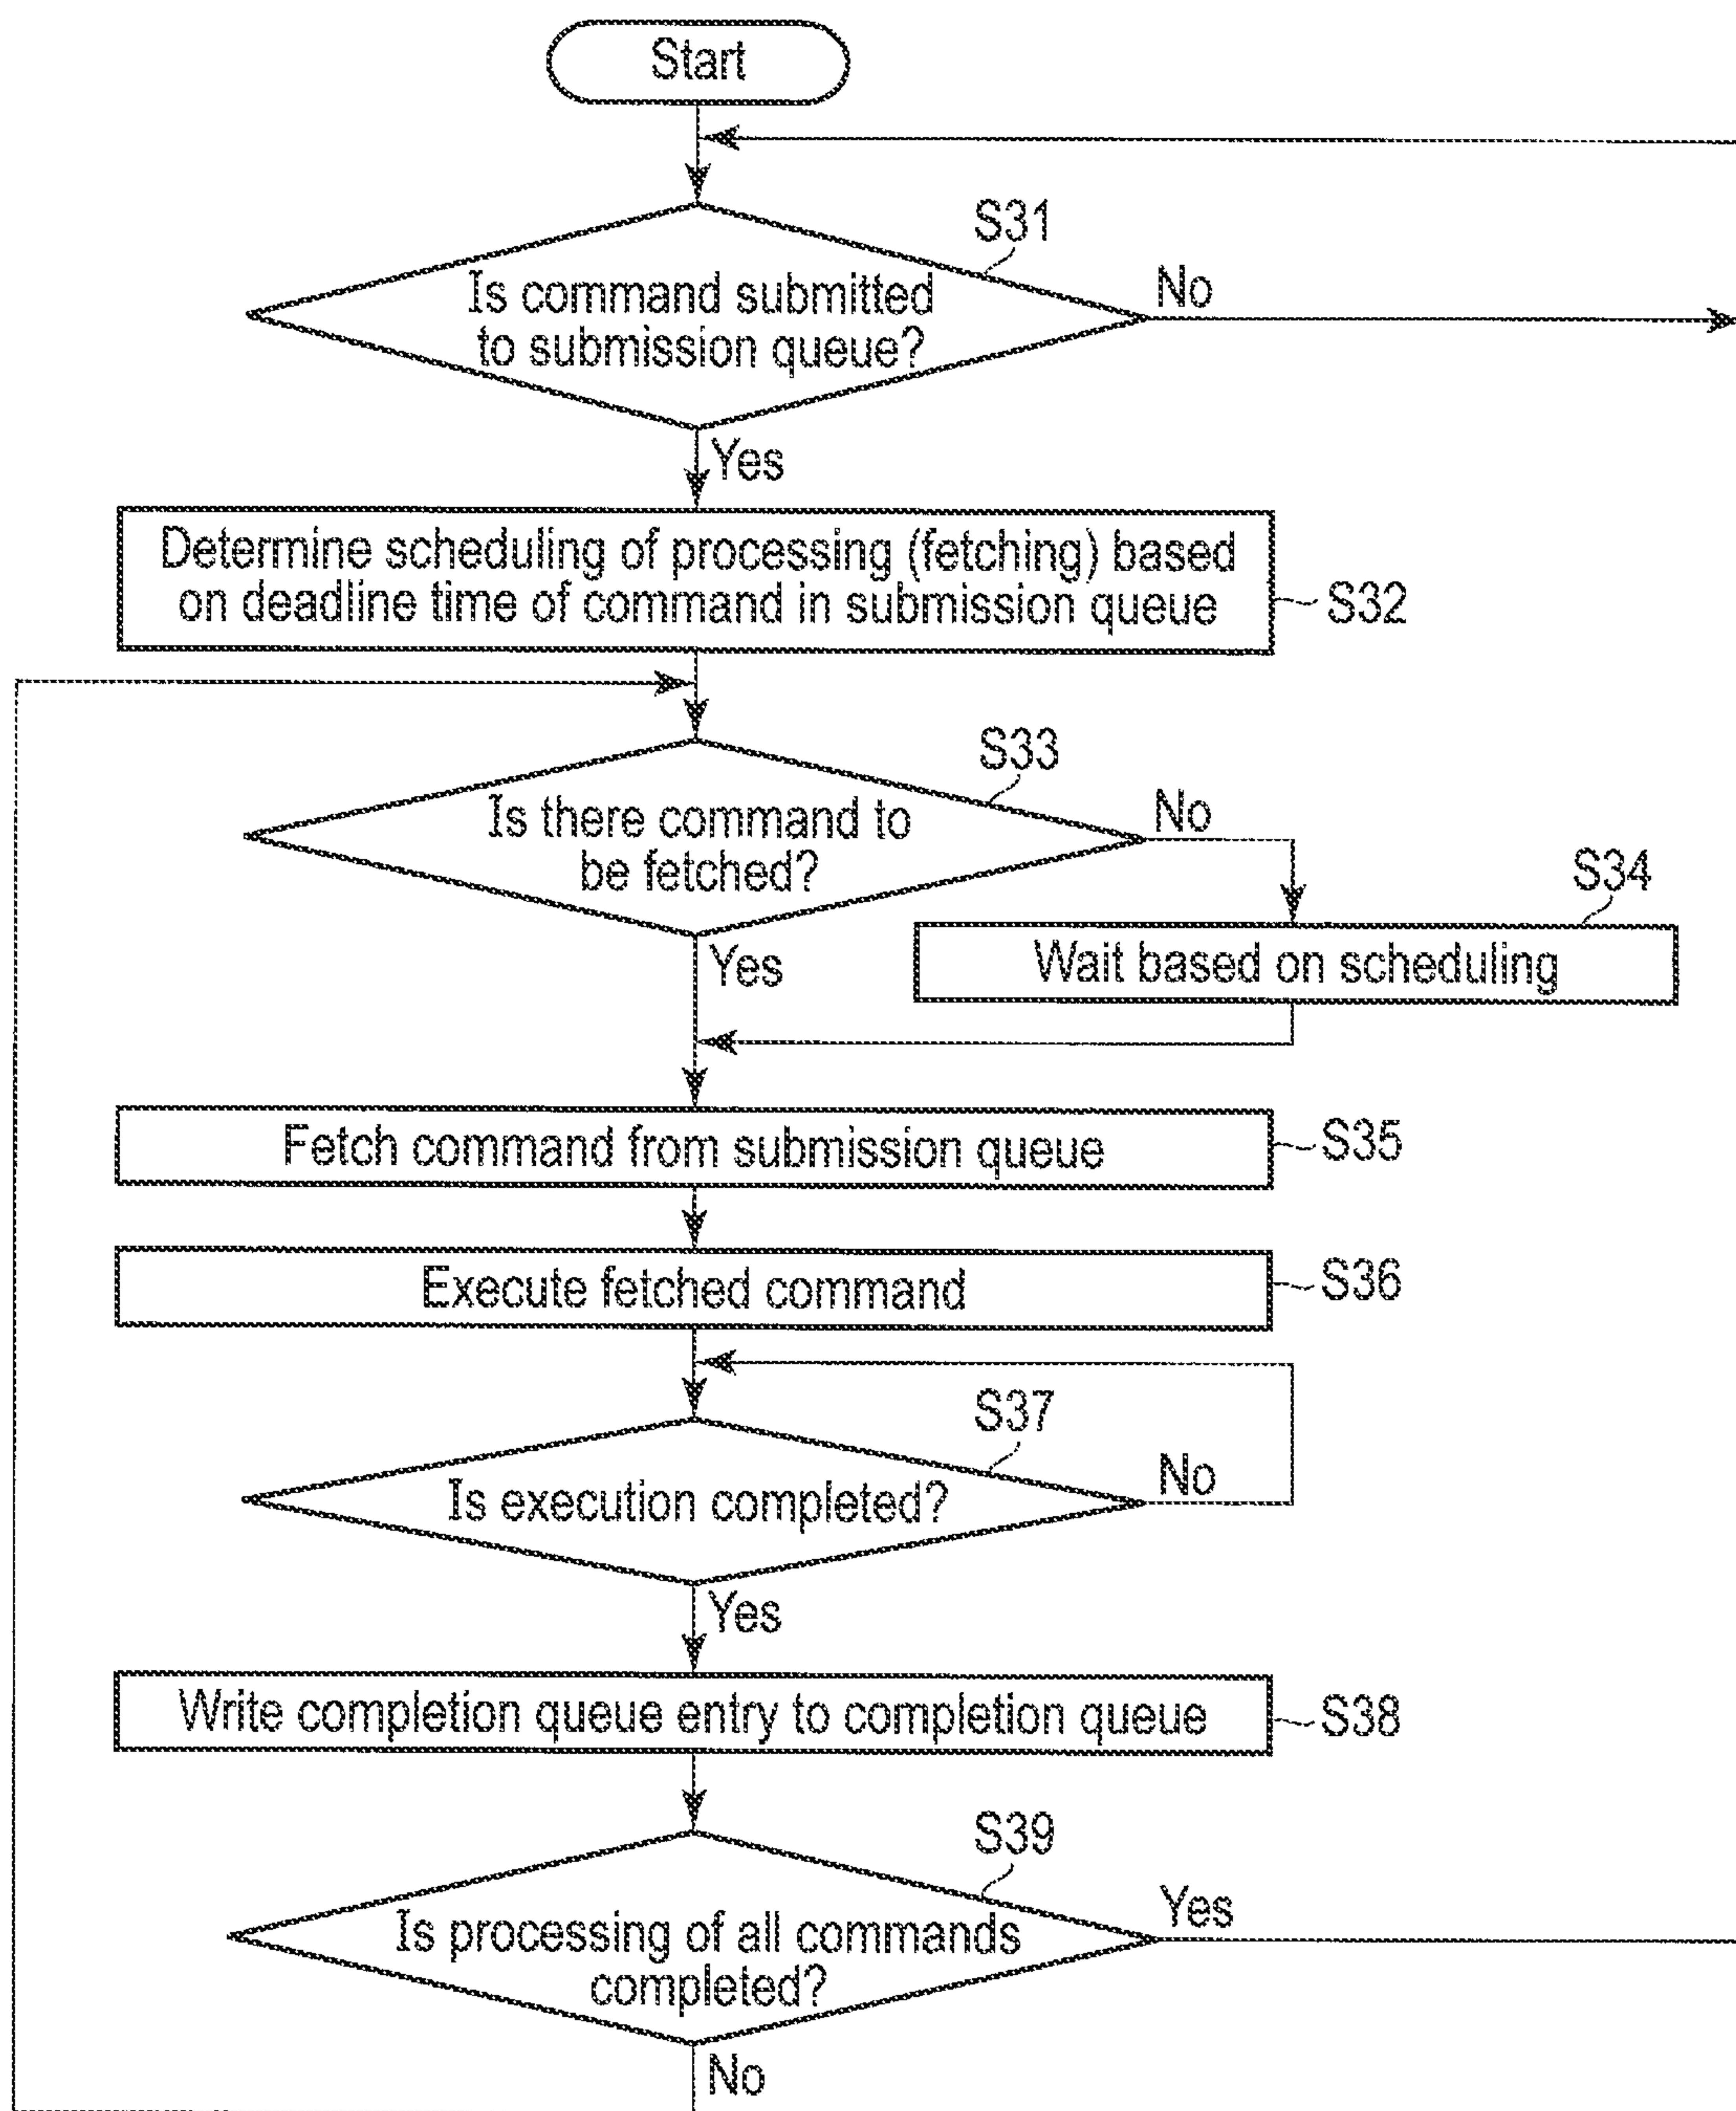 Start
S31
Is command submitted
to submission queue?
No
Yes
Determine scheduling of processing (fetching) based
on deadline time of command in submission queue
S32
S33
Is there command to
be fetched?
No
Yes
S34
Wait based on scheduling
Fetch command from submission queue
S35
Execute fetched command
S36
S37
Is execution completed?
No
Yes
Write completion queue entry to completion queue
S38
S39
Is processing of all commands
completed?
Yes
No